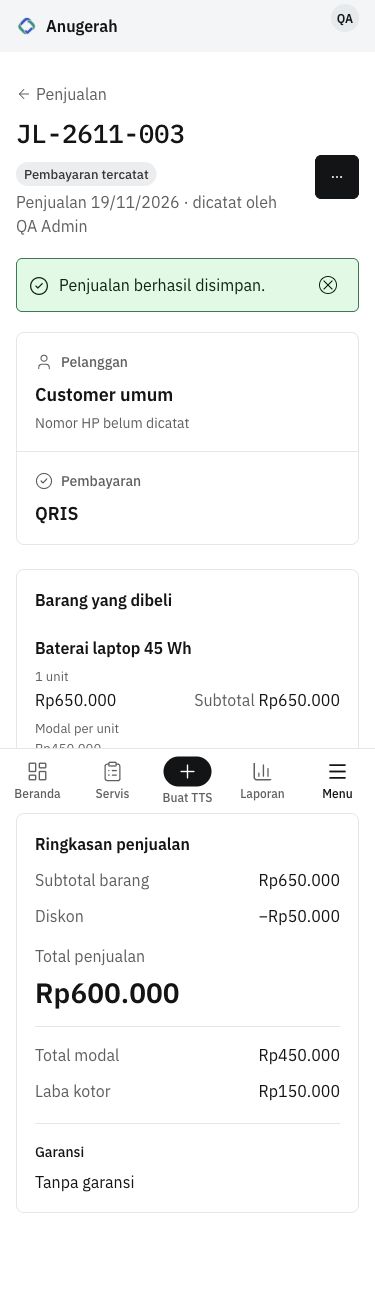 Anugerah
QA
← Penjualan
JL-2611-003
Pembayaran tercatat
...
Penjualan 19/11/2026 · dicatat oleh
QA Admin
Penjualan berhasil disimpan.
Pelanggan
Customer umum
Nomor HP belum dicatat
Pembayaran
QRIS
Barang yang dibeli
Baterai laptop 45 Wh
1 unit
Rp650.000 Subtotal Rp650.000
Modal per unit
Rp450.000
Beranda Servis Buat TTS Laporan Menu
Ringkasan penjualan
Subtotal barang Rp650.000
Diskon −Rp50.000
Total penjualan
Rp600.000
Total modal Rp450.000
Laba kotor Rp150.000
Garansi
Tanpa garansi